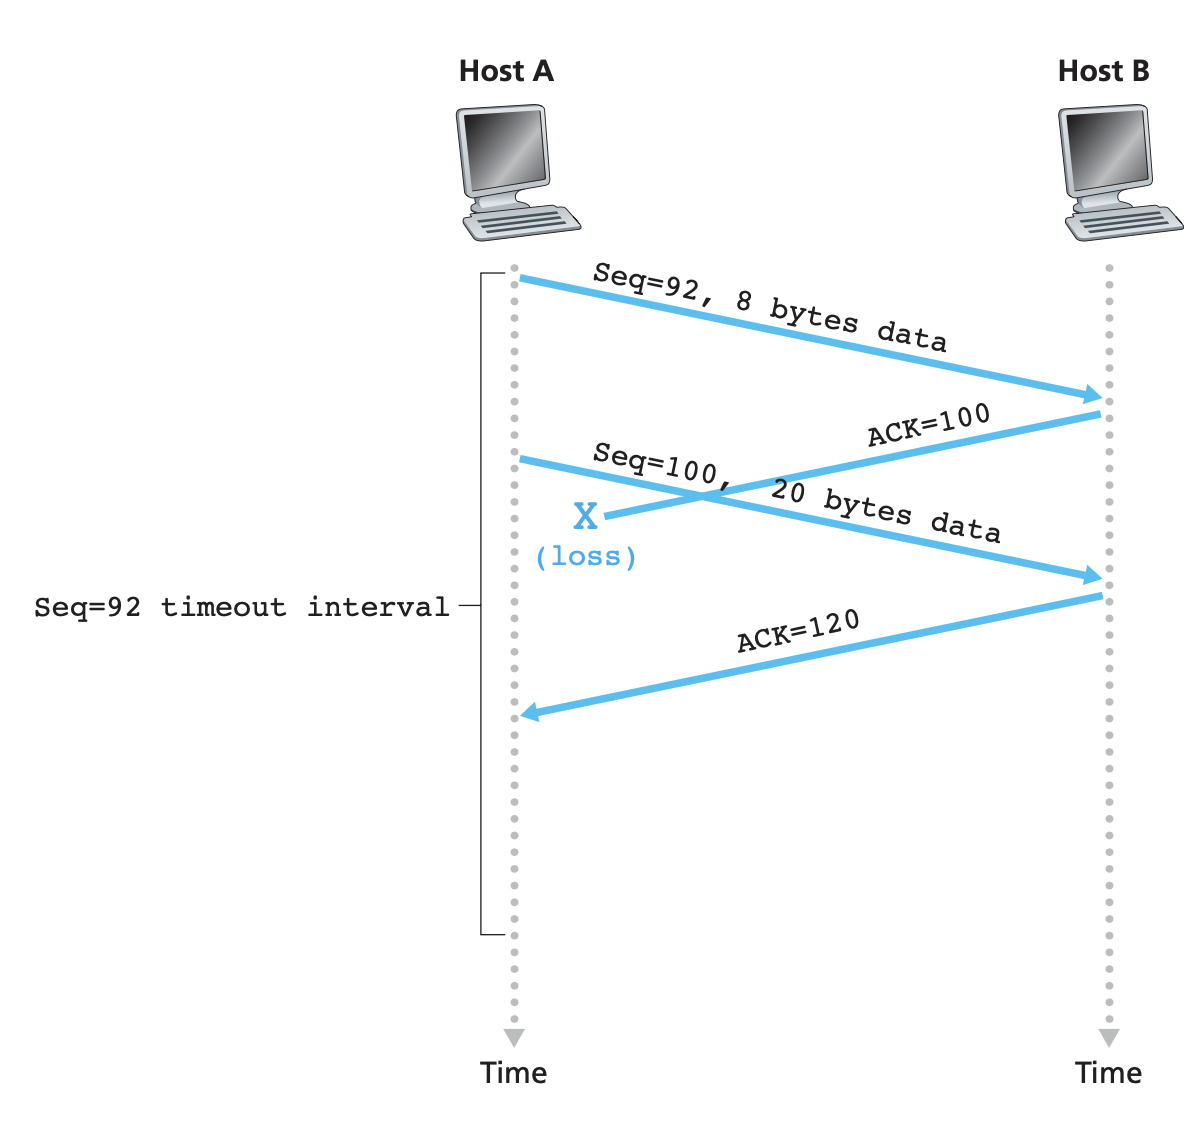 Host A
Host B
Seq=92, 8 bytes data
ACK=100
Seq=100, 20 bytes data
X
(loss)
Seq=92 timeout interval
ACK=120
Time
Time